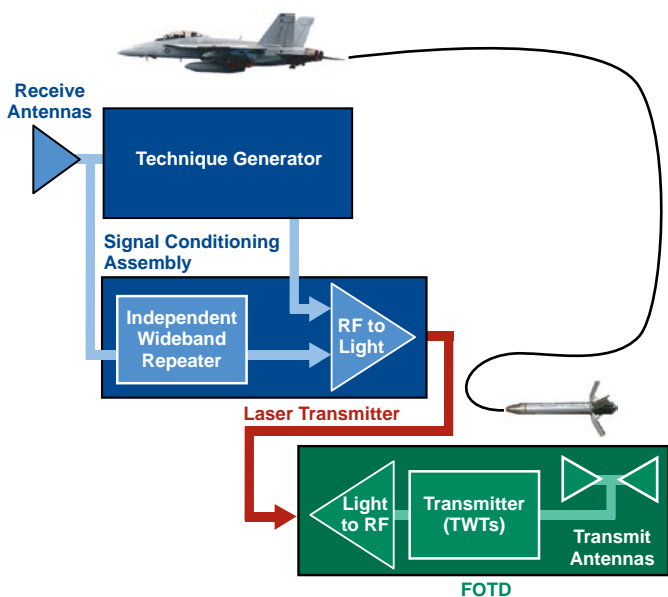 Receive
Antennas
Technique Generator
Signal Conditioning
Assembly
Independent
Wideband
Repeater
RF to
Light
Laser Transmitter
Light
to RF
Transmitter
(TWTs)
Transmit
Antennas
FOTD